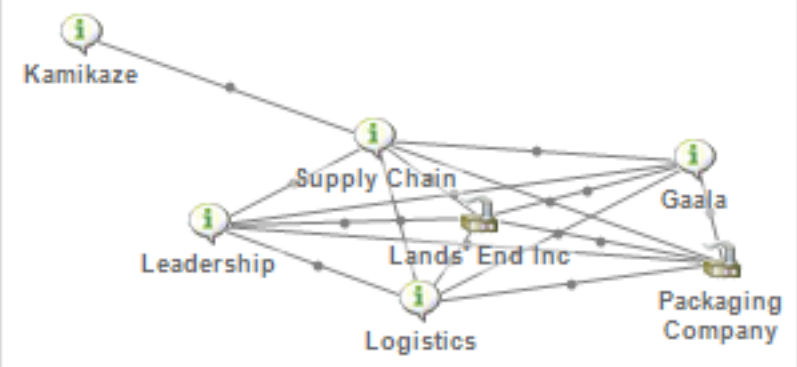 Kamikaze
Supply Chain
Gaala
Leadership
Lands' End Inc
Packaging
Company
Logistics